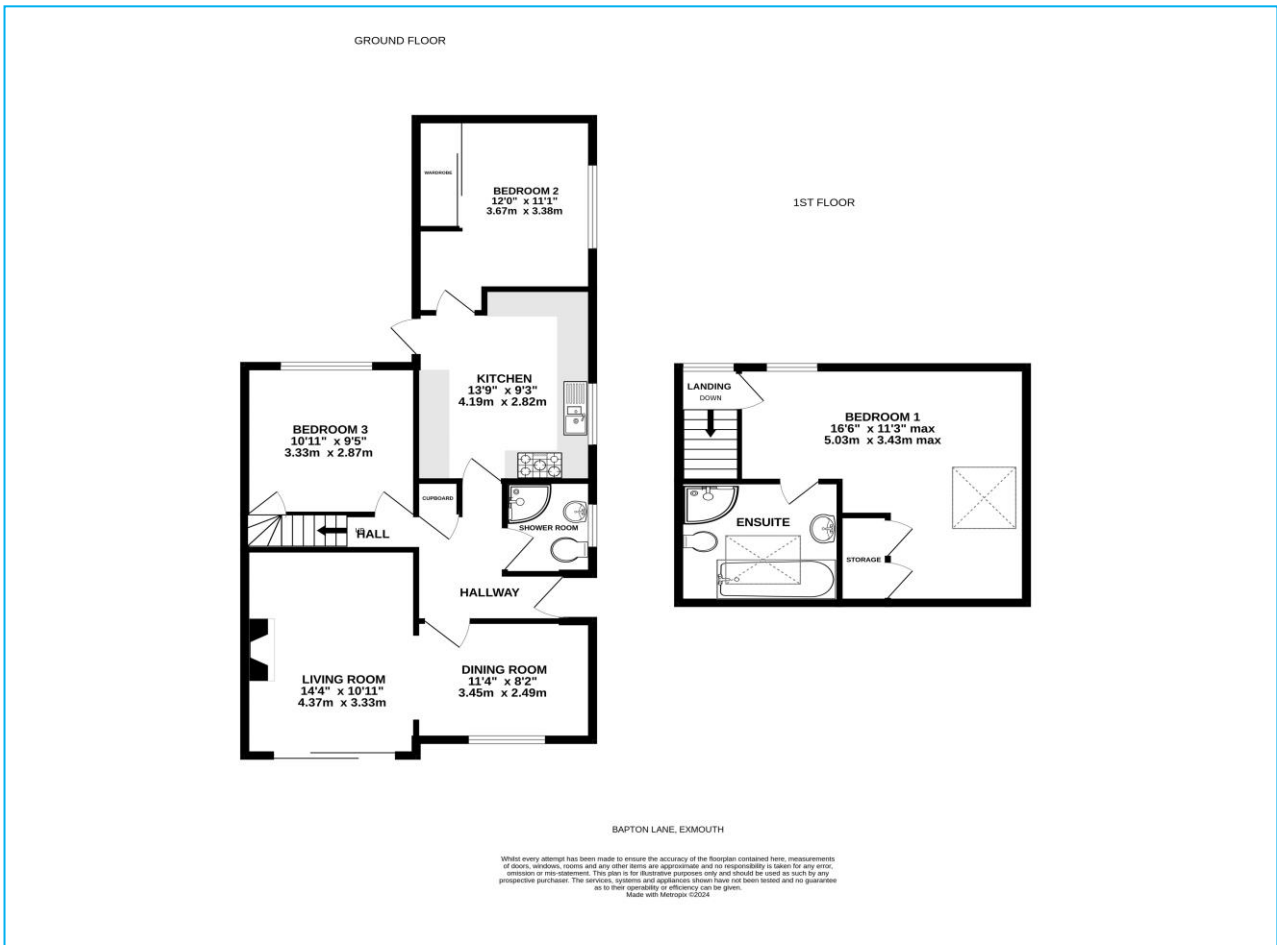 GROUND FLOOR
WARDROBE
BEDROOM 2
12'0" x 11'1"
3.67m x 3.38m
KITCHEN
13'9" x 9'3"
4.19m x 2.82m
BEDROOM 3
10'11" x 9'5"
3.33m x 2.87m
CUPBOARD
SHOWER ROOM
HALL
HALLWAY
LIVING ROOM
14'4" x 10'11"
4.37m x 3.33m
DINING ROOM
11'4" x 8'2"
3.45m x 2.49m
1ST FLOOR
LANDING
DOWN
BEDROOM 1
16'6" x 11'3" max
5.03m x 3.43m max
ENSUITE
STORAGE
BAPTON LANE, EXMOUTH
Whilst every attempt has been made to ensure the accuracy of the floorplan contained here, measurements
of doors, windows, rooms and any other items are approximate and no responsibility is taken for any error,
omission or mis-statement. This plan is for illustrative purposes only and should be used as such by any
prospective purchaser. The services, systems and appliances shown have not been tested and no guarantee
as to their operability or efficiency can be given.
Made with Metropix ©2024